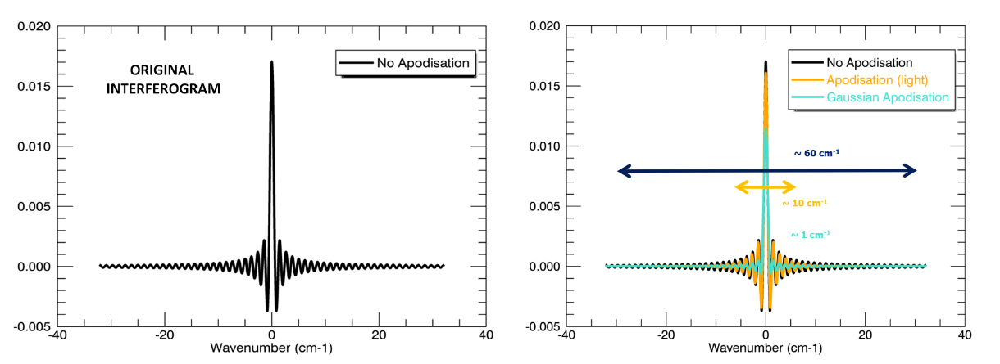 0.020
0.015
0.010
0.005
0.000
-0.005
-40
-20
0
20
40
Wavenumber (cm-1)
ORIGINAL
INTERFEROGRAM
No Apodisation
0.020
0.015
0.010
0.005
0.000
-0.005
-40
-20
0
20
40
Wavenumber (cm-1)
No Apodisation
Apodisation (light)
Gaussian Apodisation
~ 60 cm⁻¹
~ 10 cm⁻¹
~ 1 cm⁻¹